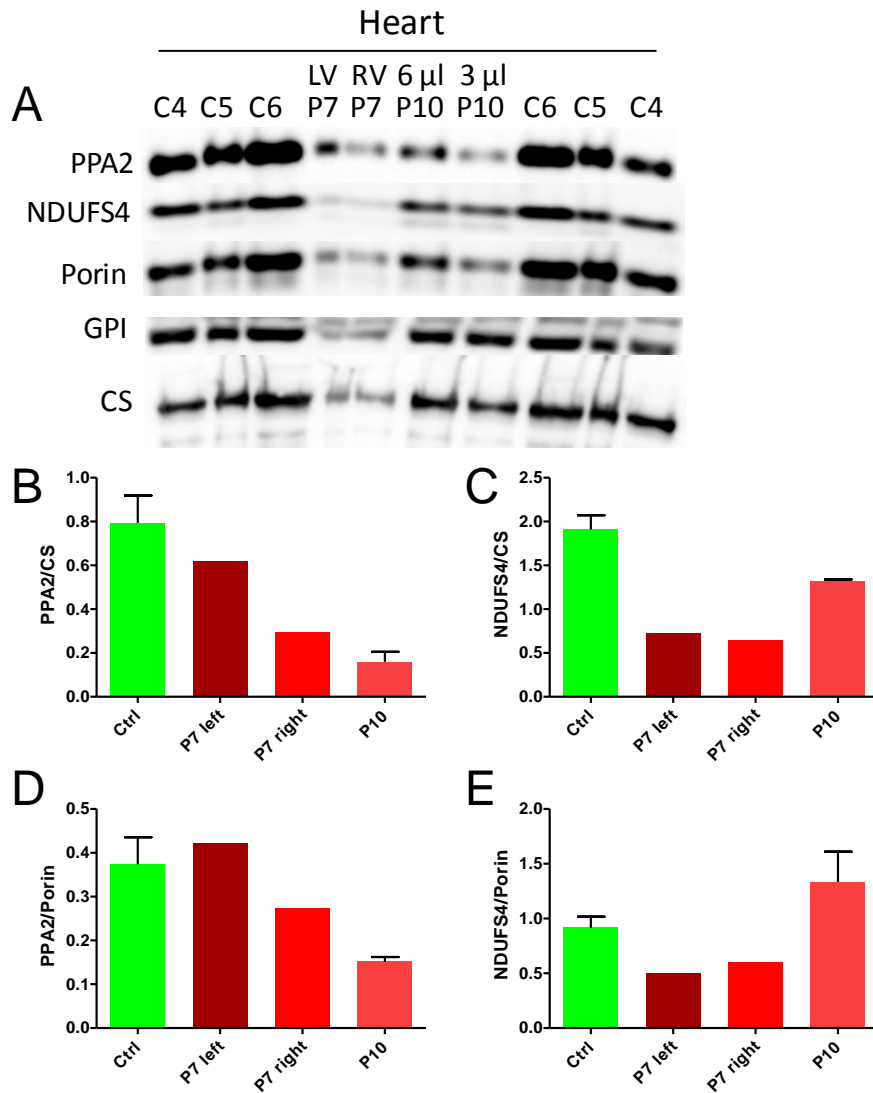 Heart
LV RV 6 µl 3 µl
A C4 C5 C6 P7 P7 P10 P10 C6 C5 C4
PPA2
NDUFS4
Porin
GPI
CS
B
PPA2/CS
1.0
0.8
0.6
0.4
0.2
0.0
Ctrl P7 left P7 right P10
C
NDUFS4/CS
2.5
2.0
1.5
1.0
0.5
0.0
Ctrl P7 left P7 right P10
D
PPA2/Porin
0.5
0.4
0.3
0.2
0.1
0.0
Ctrl P7 left P7 right P10
E
NDUFS4/Porin
2.0
1.5
1.0
0.5
0.0
Ctrl P7 left P7 right P10